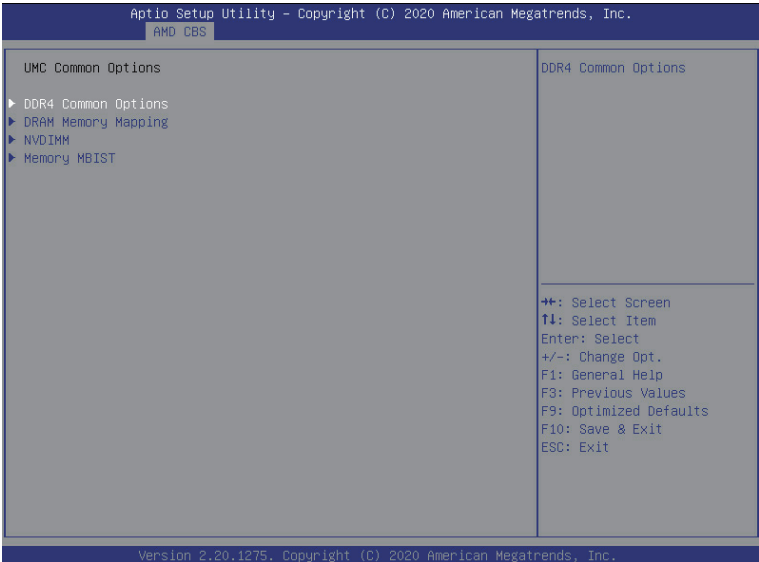 Aptio Setup Utility – Copyright (C) 2020 American Megatrends, Inc.
AMD CBS
UMC Common Options
▶ DDR4 Common Options
▶ DRAM Memory Mapping
▶ NVDIMM
▶ Memory MBIST
DDR4 Common Options
→←: Select Screen
↑↓: Select Item
Enter: Select
+/-: Change Opt.
F1: General Help
F3: Previous Values
F9: Optimized Defaults
F10: Save & Exit
ESC: Exit
Version 2.20.1275. Copyright (C) 2020 American Megatrends, Inc.